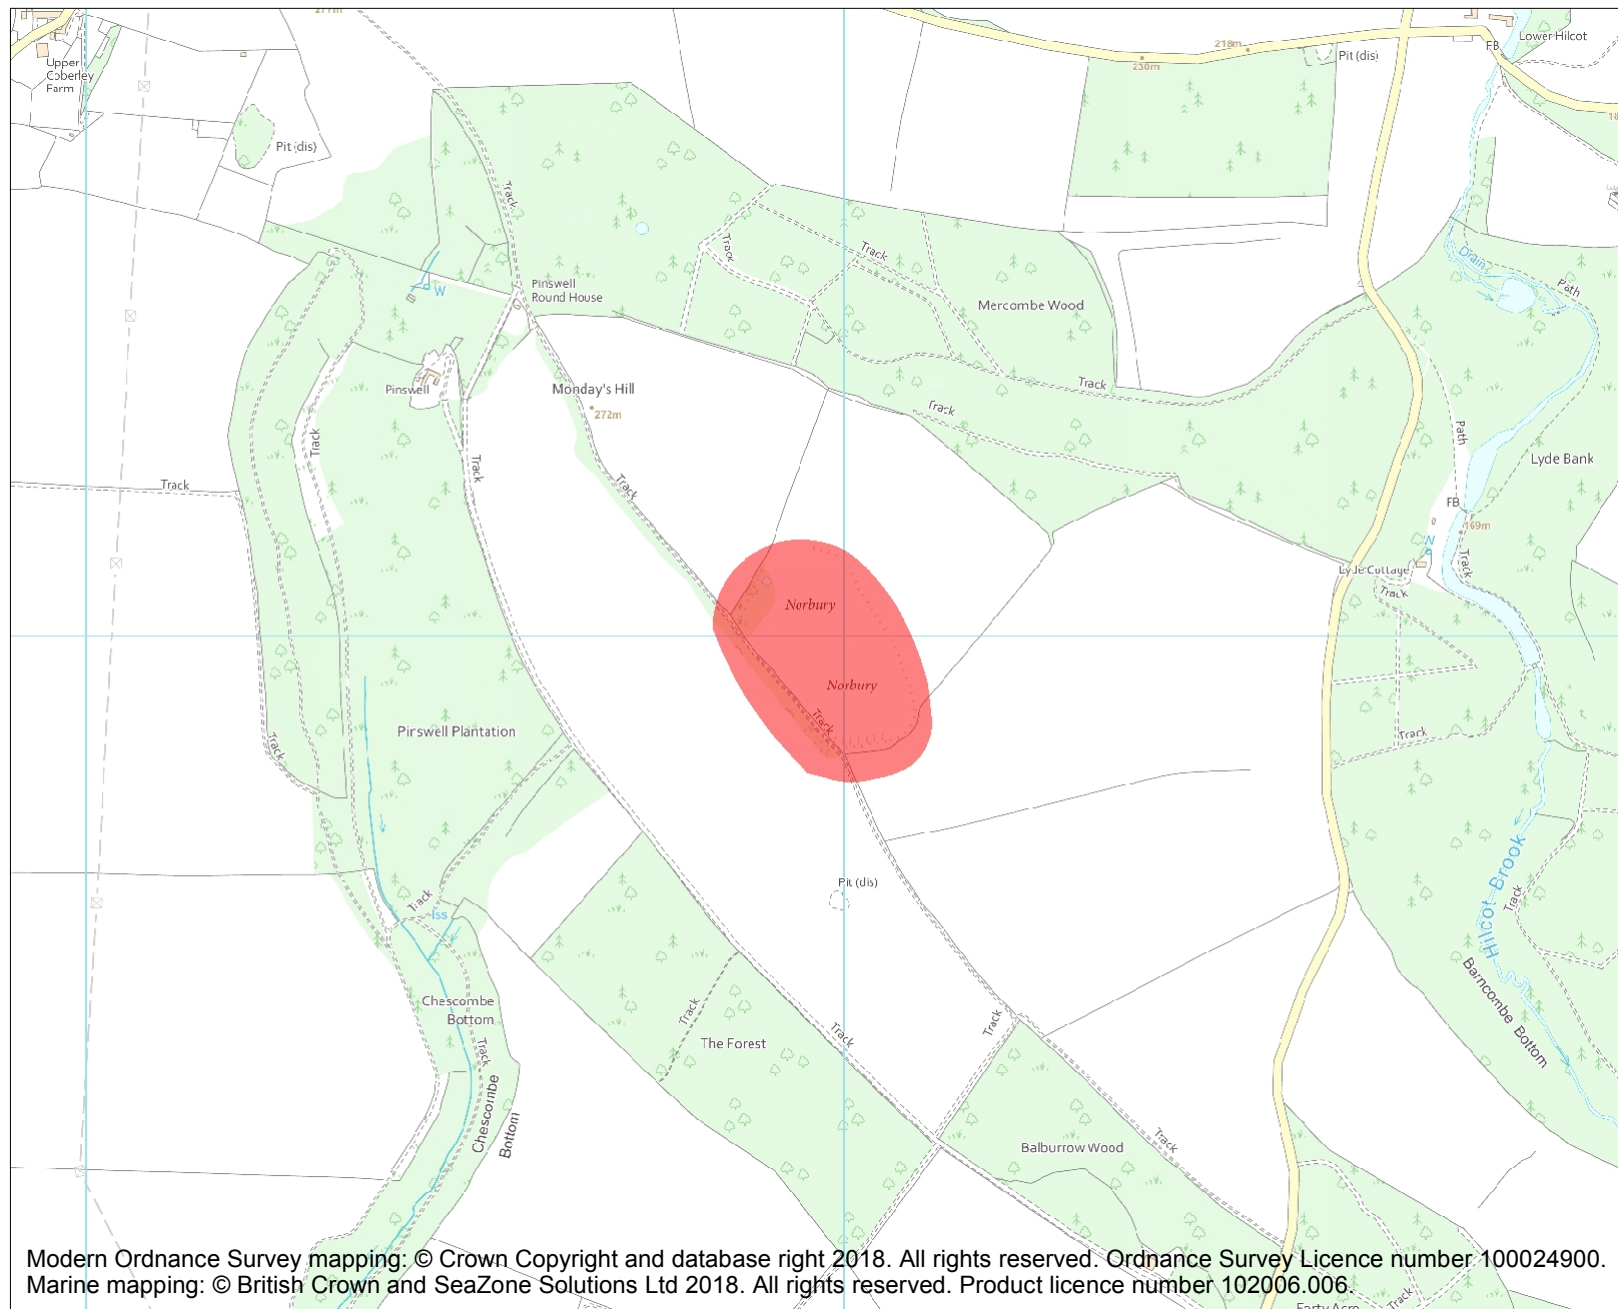 277m
Upper
Coberley
Farm
Pit (dis)
218m
230m
Pit (dis)
FB
Lower Hilcot
Track
Track
Track
Pinswell
Round House
W
Mercombe Wood
Drain
Path
Pinswell
Monday's Hill
272m
Track
Track
Track
Track
Track
Track
Path
Lyde Bank
FB
169m
Track
Lyde Cottage
Track
Norbury
Norbury
Track
Pirswell Plantation
Track
Track
Pit (dis)
Track
Iss
Hilcot Brook
Track
Barncombe Bottom
Chescombe
Bottom
Track
Track
The Forest
Track
Track
Chescombe
Bottom
Balburrow Wood
Track
Modern Ordnance Survey mapping: © Crown Copyright and database right 2018. All rights reserved. Ordnance Survey Licence number 100024900.
Marine mapping: © British Crown and SeaZone Solutions Ltd 2018. All rights reserved. Product licence number 102006.006.
Forty Acre
Track